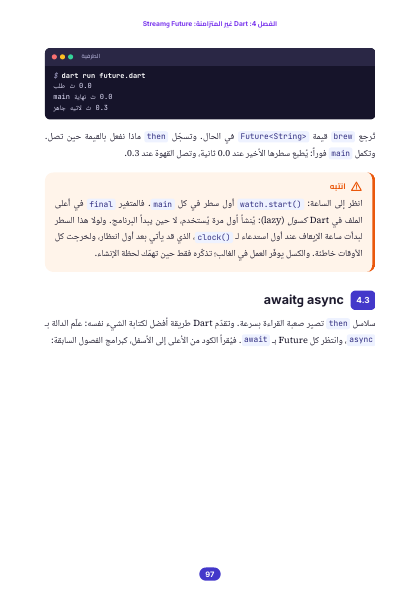 الفصل 4: Dart غير المتزامنة: Future وStream
الطرفية
$ dart run future.dart
0.0 ث طلب
0.0 ث نهاية main
0.3 ث لاتيه جاهز
تُرجع brew قيمة Future<String> في الحال. وتسجّل then ماذا نفعل بالقيمة حين تصل.
وتكمل main فوراً: يُطبع سطرها الأخير عند 0.0 ثانية، وتصل القهوة عند 0.3.
انتبه
انظر إلى الساعة: watch.start() أول سطر في كل main. فالمتغير final في أعلى
الملف في Dart كسول (lazy): يُنشأ أول مرة يُستخدم، لا حين يبدأ البرنامج. ولولا هذا السطر
لبدأت ساعة الإيقاف عند أول استدعاء لـ clock()، الذي قد يأتي بعد أول انتظار، ولخرجت كل
الأوقات خاطئة. والكسل يوفّر العمل في الغالب؛ تذكّره فقط حين تهمّك لحظة الإنشاء.
4.3 async وawait
سلاسل then تصير صعبة القراءة بسرعة. وتقدّم Dart طريقة أفضل لكتابة الشيء نفسه: علّم الدالة بـ
async، وانتظر كل Future بـ await. فيُقرأ الكود من الأعلى إلى الأسفل، كبرامج الفصول السابقة:
97